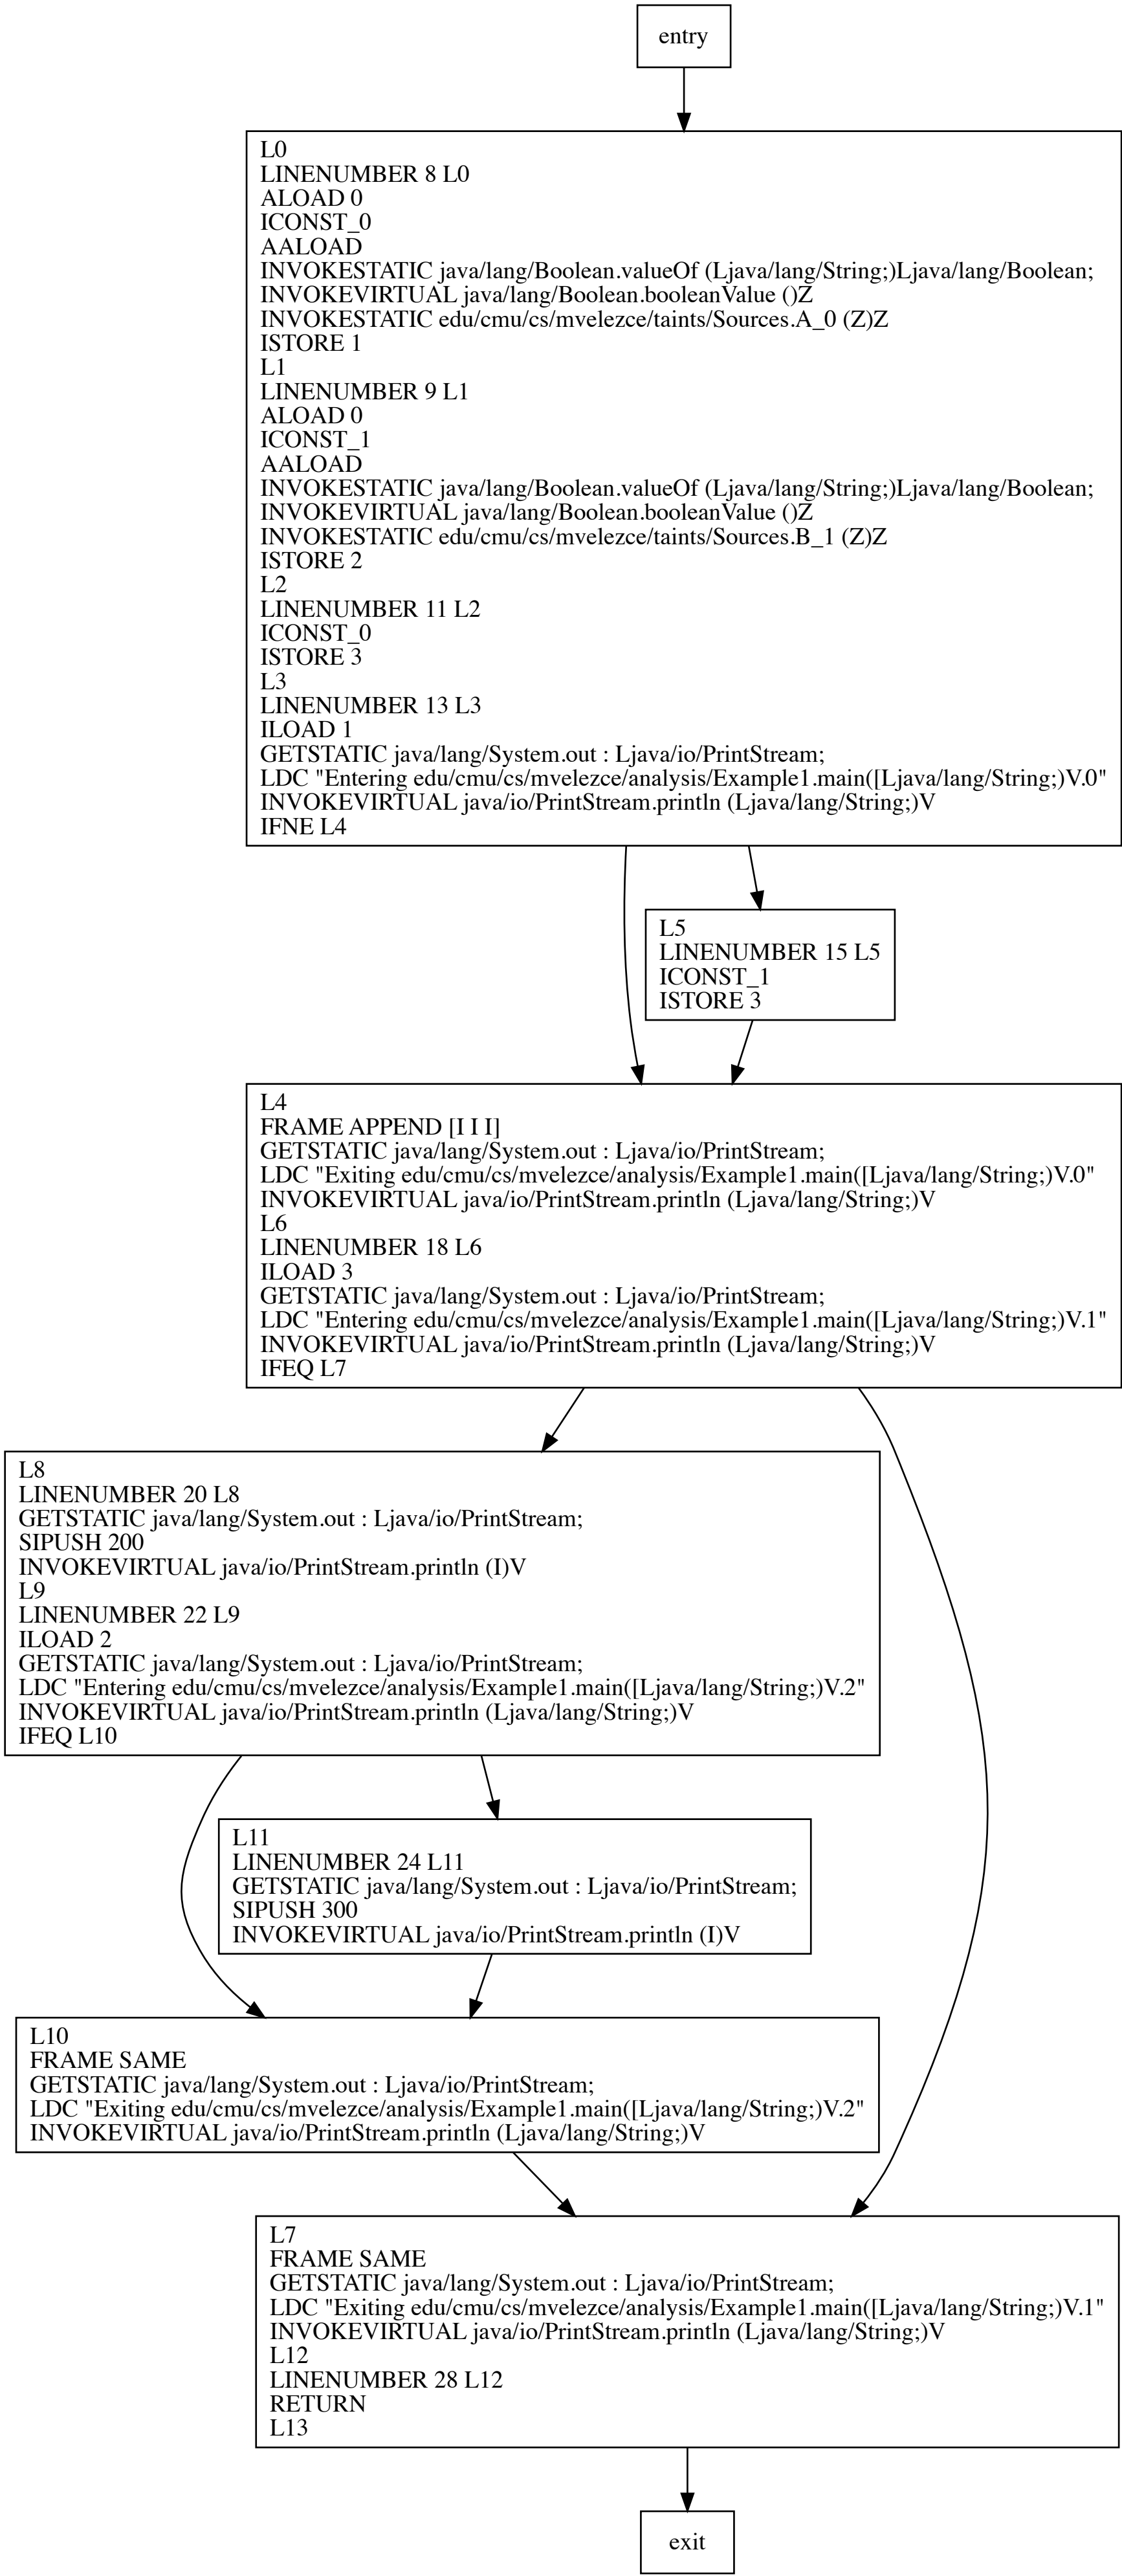 entry
L0
LINENUMBER 8 L0
ALOAD 0
ICONST_0
AALOAD
INVOKESTATIC java/lang/Boolean.valueOf (Ljava/lang/String;)Ljava/lang/Boolean;
INVOKEVIRTUAL java/lang/Boolean.booleanValue ()Z
INVOKESTATIC edu/cmu/cs/mvelezce/taints/Sources.A_0 (Z)Z
ISTORE 1
L1
LINENUMBER 9 L1
ALOAD 0
ICONST_1
AALOAD
INVOKESTATIC java/lang/Boolean.valueOf (Ljava/lang/String;)Ljava/lang/Boolean;
INVOKEVIRTUAL java/lang/Boolean.booleanValue ()Z
INVOKESTATIC edu/cmu/cs/mvelezce/taints/Sources.B_1 (Z)Z
ISTORE 2
L2
LINENUMBER 11 L2
ICONST_0
ISTORE 3
L3
LINENUMBER 13 L3
ILOAD 1
GETSTATIC java/lang/System.out : Ljava/io/PrintStream;
LDC "Entering edu/cmu/cs/mvelezce/analysis/Example1.main([Ljava/lang/String;)V.0"
INVOKEVIRTUAL java/io/PrintStream.println (Ljava/lang/String;)V
IFNE L4
L5
LINENUMBER 15 L5
ICONST_1
ISTORE 3
L4
FRAME APPEND [I I I]
GETSTATIC java/lang/System.out : Ljava/io/PrintStream;
LDC "Exiting edu/cmu/cs/mvelezce/analysis/Example1.main([Ljava/lang/String;)V.0"
INVOKEVIRTUAL java/io/PrintStream.println (Ljava/lang/String;)V
L6
LINENUMBER 18 L6
ILOAD 3
GETSTATIC java/lang/System.out : Ljava/io/PrintStream;
LDC "Entering edu/cmu/cs/mvelezce/analysis/Example1.main([Ljava/lang/String;)V.1"
INVOKEVIRTUAL java/io/PrintStream.println (Ljava/lang/String;)V
IFEQ L7
L8
LINENUMBER 20 L8
GETSTATIC java/lang/System.out : Ljava/io/PrintStream;
SIPUSH 200
INVOKEVIRTUAL java/io/PrintStream.println (I)V
L9
LINENUMBER 22 L9
ILOAD 2
GETSTATIC java/lang/System.out : Ljava/io/PrintStream;
LDC "Entering edu/cmu/cs/mvelezce/analysis/Example1.main([Ljava/lang/String;)V.2"
INVOKEVIRTUAL java/io/PrintStream.println (Ljava/lang/String;)V
IFEQ L10
L11
LINENUMBER 24 L11
GETSTATIC java/lang/System.out : Ljava/io/PrintStream;
SIPUSH 300
INVOKEVIRTUAL java/io/PrintStream.println (I)V
L10
FRAME SAME
GETSTATIC java/lang/System.out : Ljava/io/PrintStream;
LDC "Exiting edu/cmu/cs/mvelezce/analysis/Example1.main([Ljava/lang/String;)V.2"
INVOKEVIRTUAL java/io/PrintStream.println (Ljava/lang/String;)V
L7
FRAME SAME
GETSTATIC java/lang/System.out : Ljava/io/PrintStream;
LDC "Exiting edu/cmu/cs/mvelezce/analysis/Example1.main([Ljava/lang/String;)V.1"
INVOKEVIRTUAL java/io/PrintStream.println (Ljava/lang/String;)V
L12
LINENUMBER 28 L12
RETURN
L13
exit